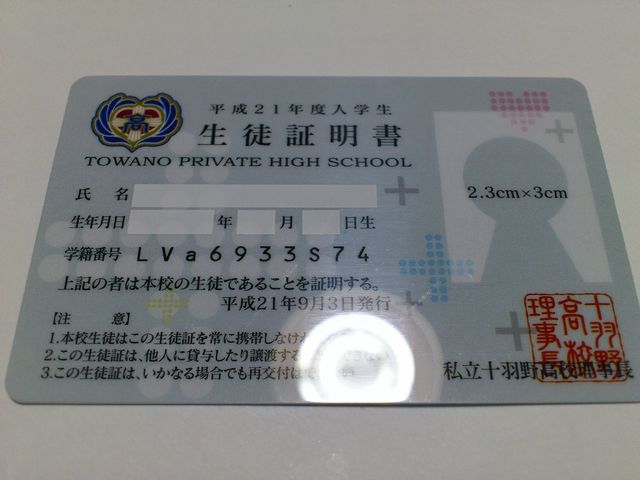 高
平成21年度入学生
生徒証明書
TOWANO PRIVATE HIGH SCHOOL
氏 名
2.3cm×3cm
生年月日 年 月 日生
学籍番号 LVa6933S74
上記の者は本校の生徒であることを証明する。
平成21年9月3日発行
【注 意】
1.本校生徒はこの生徒証を常に携帯しなけ
2.この生徒証は、他人に貸与したり譲渡する
3.この生徒証は、いかなる場合でも再交付は
私立十羽野高校理事長
十羽野
高校
理事長